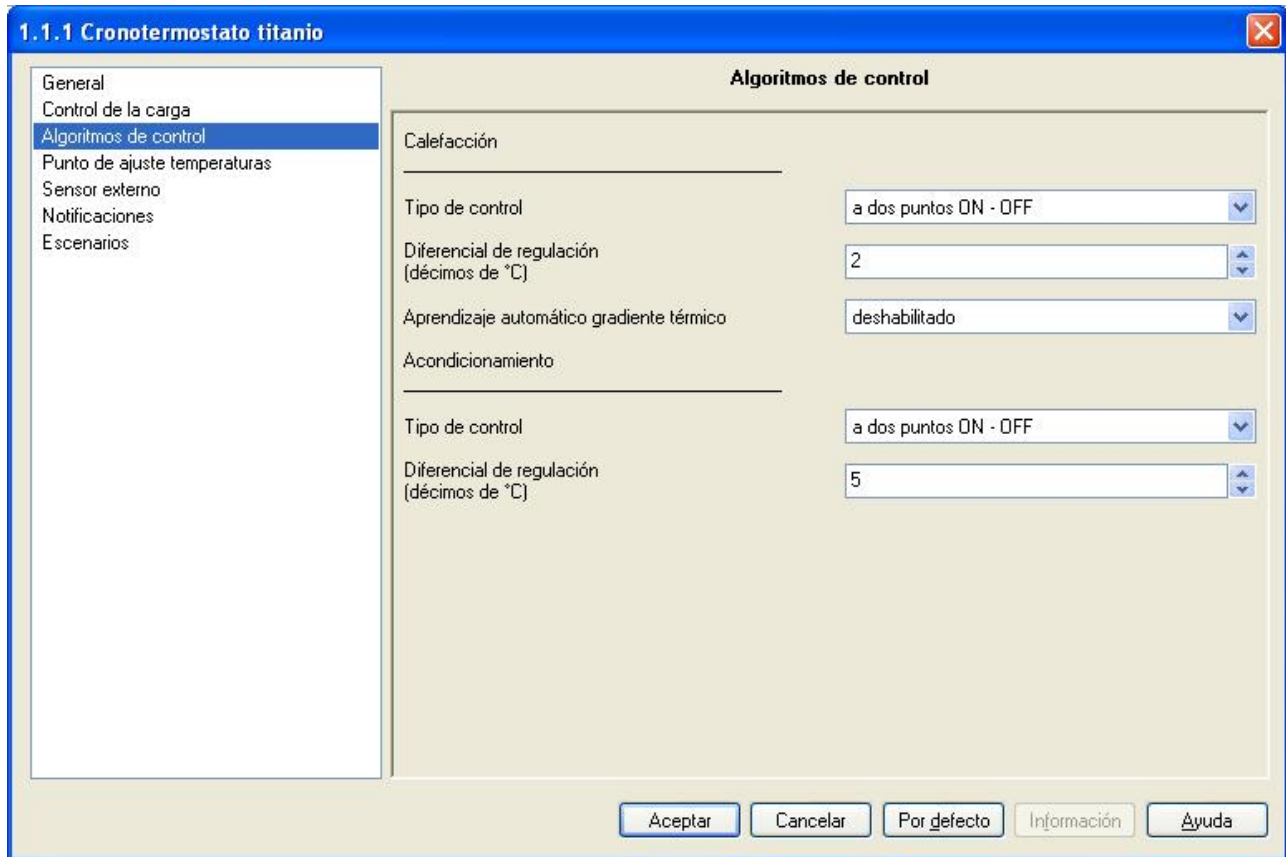 1.1.1 Cronotermostato titanio
General
Control de la carga
Algoritmos de control
Punto de ajuste temperaturas
Sensor externo
Notificaciones
Escenarios
Algoritmos de control
Calefacción
Tipo de control
a dos puntos ON - OFF
Diferencial de regulación
(décimos de °C)
2
Aprendizaje automático gradiente térmico
deshabilitado
Acondicionamiento
Tipo de control
a dos puntos ON - OFF
Diferencial de regulación
(décimos de °C)
5
Aceptar
Cancelar
Por defecto
Información
Ayuda